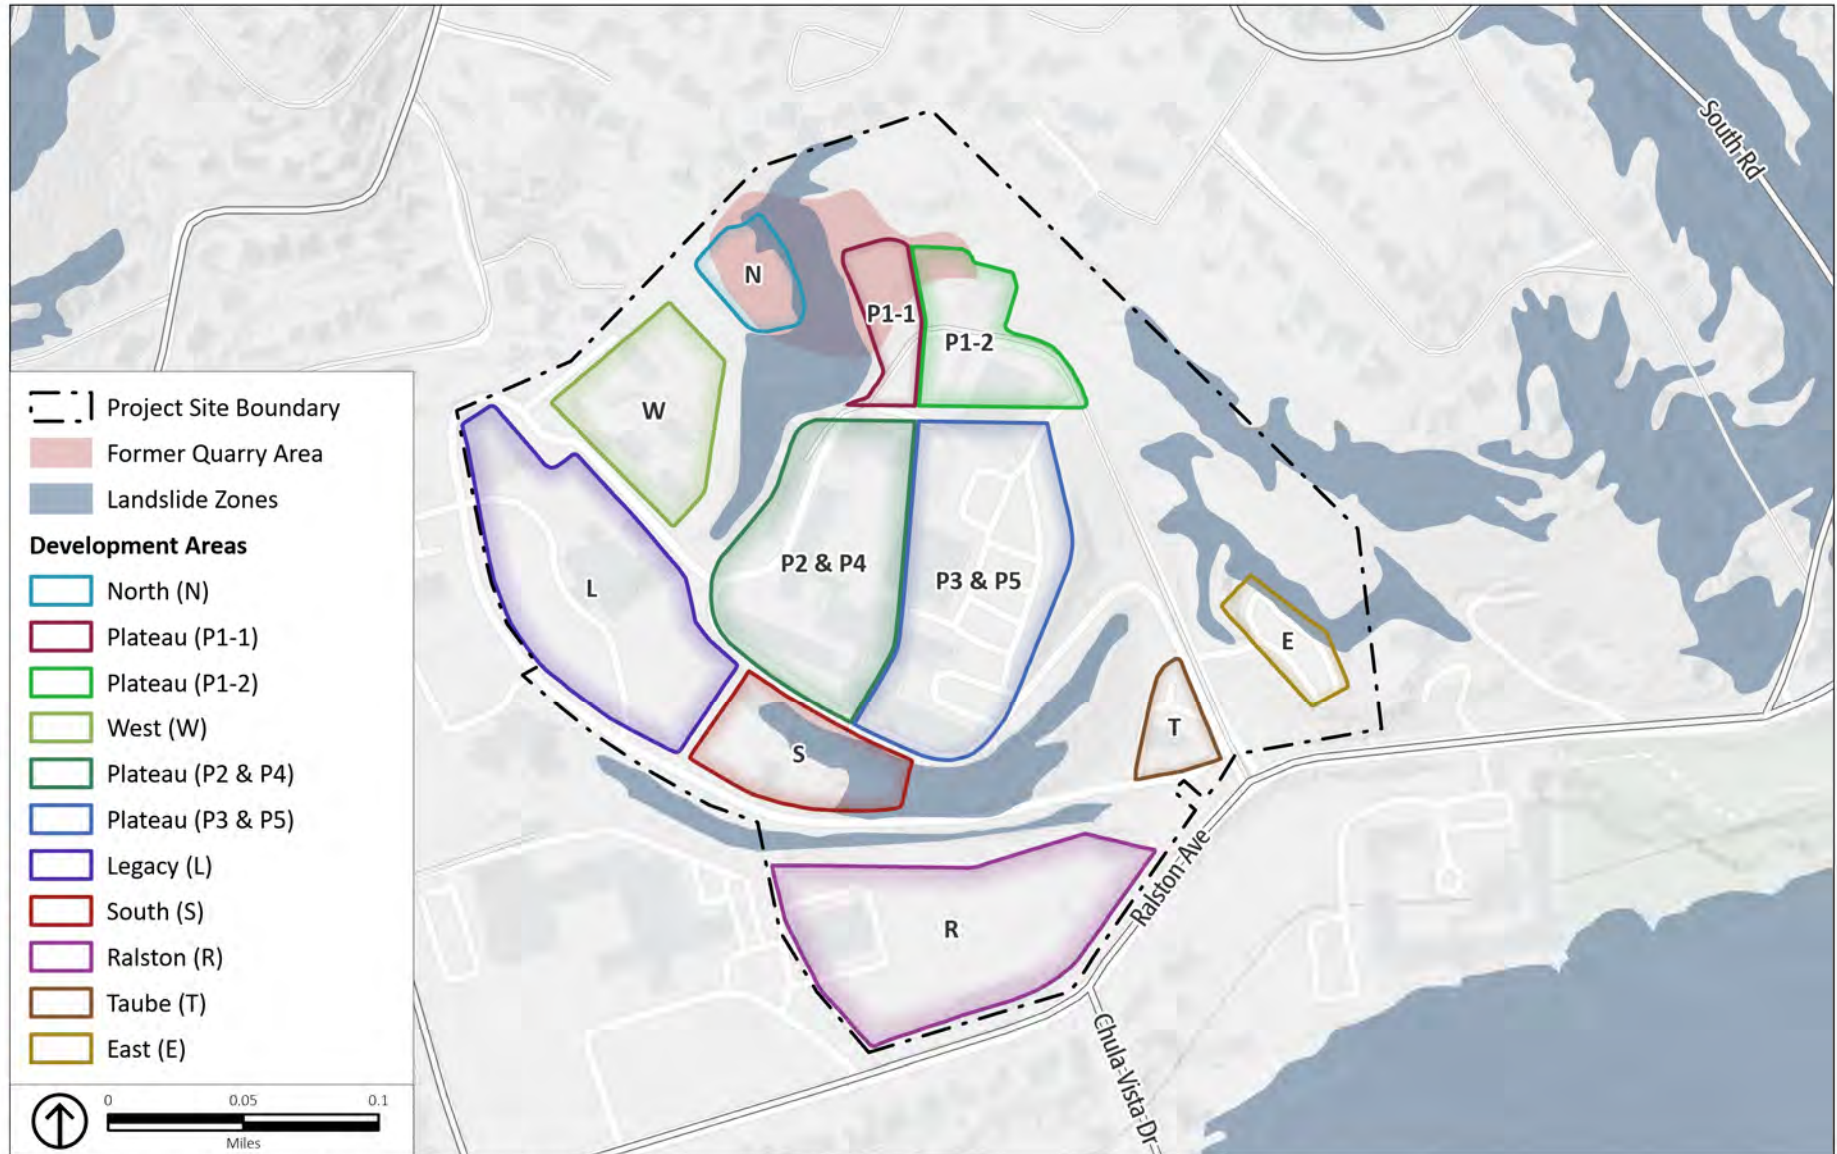 South Rd
N
P1-1
P1-2
W
L
P2 & P4
P3 & P5
E
T
S
R
Ralston Ave
Chula Vista Dr
Project Site Boundary
Former Quarry Area
Landslide Zones
Development Areas
North (N)
Plateau (P1-1)
Plateau (P1-2)
West (W)
Plateau (P2 & P4)
Plateau (P3 & P5)
Legacy (L)
South (S)
Ralston (R)
Taube (T)
East (E)
0 0.05 0.1
Miles